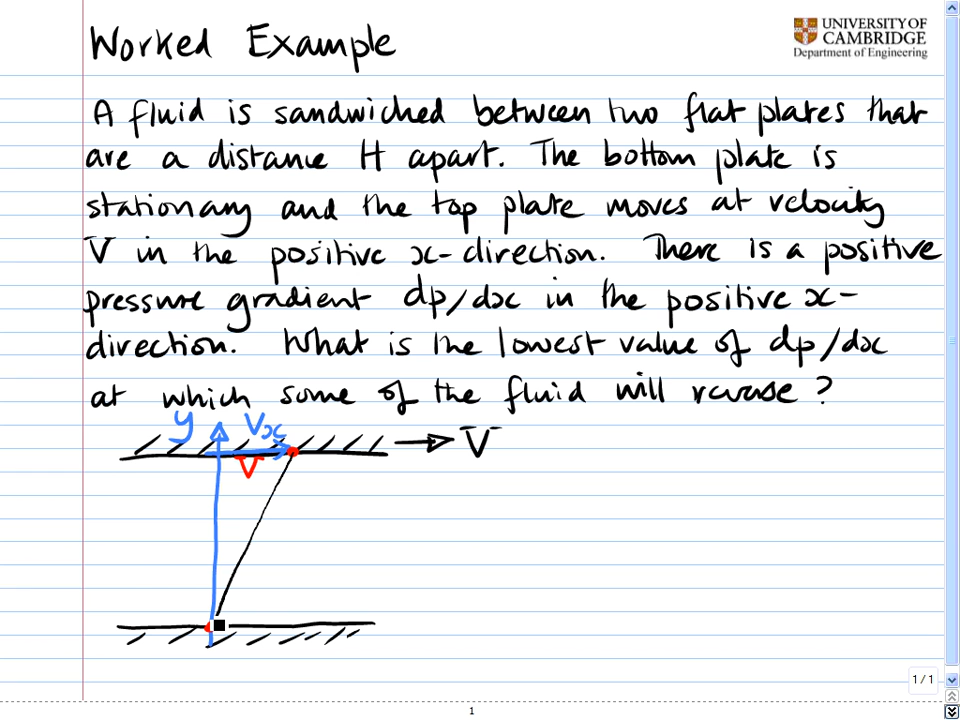 Worked Example
UNIVERSITY OF
CAMBRIDGE
Department of Engineering
A fluid is sandwiched between two flat plates that
are a distance H apart. The bottom plate is
stationary and the top plate moves at velocity
V in the positive x-direction. There is a positive
pressure gradient dp/dx in the positive x-
direction. What is the lowest value of dp/dx
at which some of the fluid will reverse?
y Vx
V
V
1 / 1
1